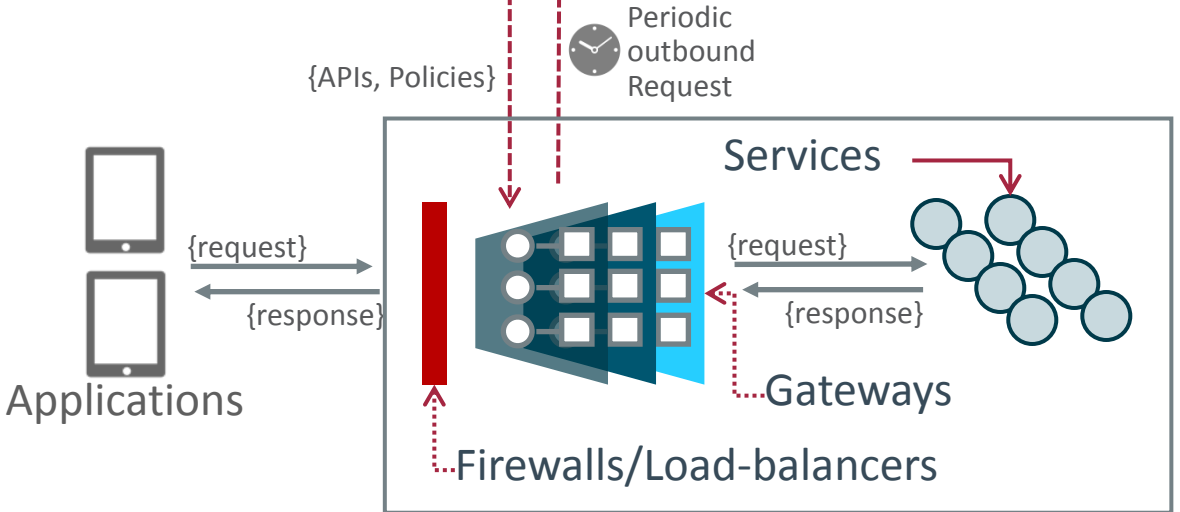 Periodic
outbound
Request
{APIs, Policies}
Services
{request}
{response}
{request}
{response}
Applications
Gateways
Firewalls/Load-balancers